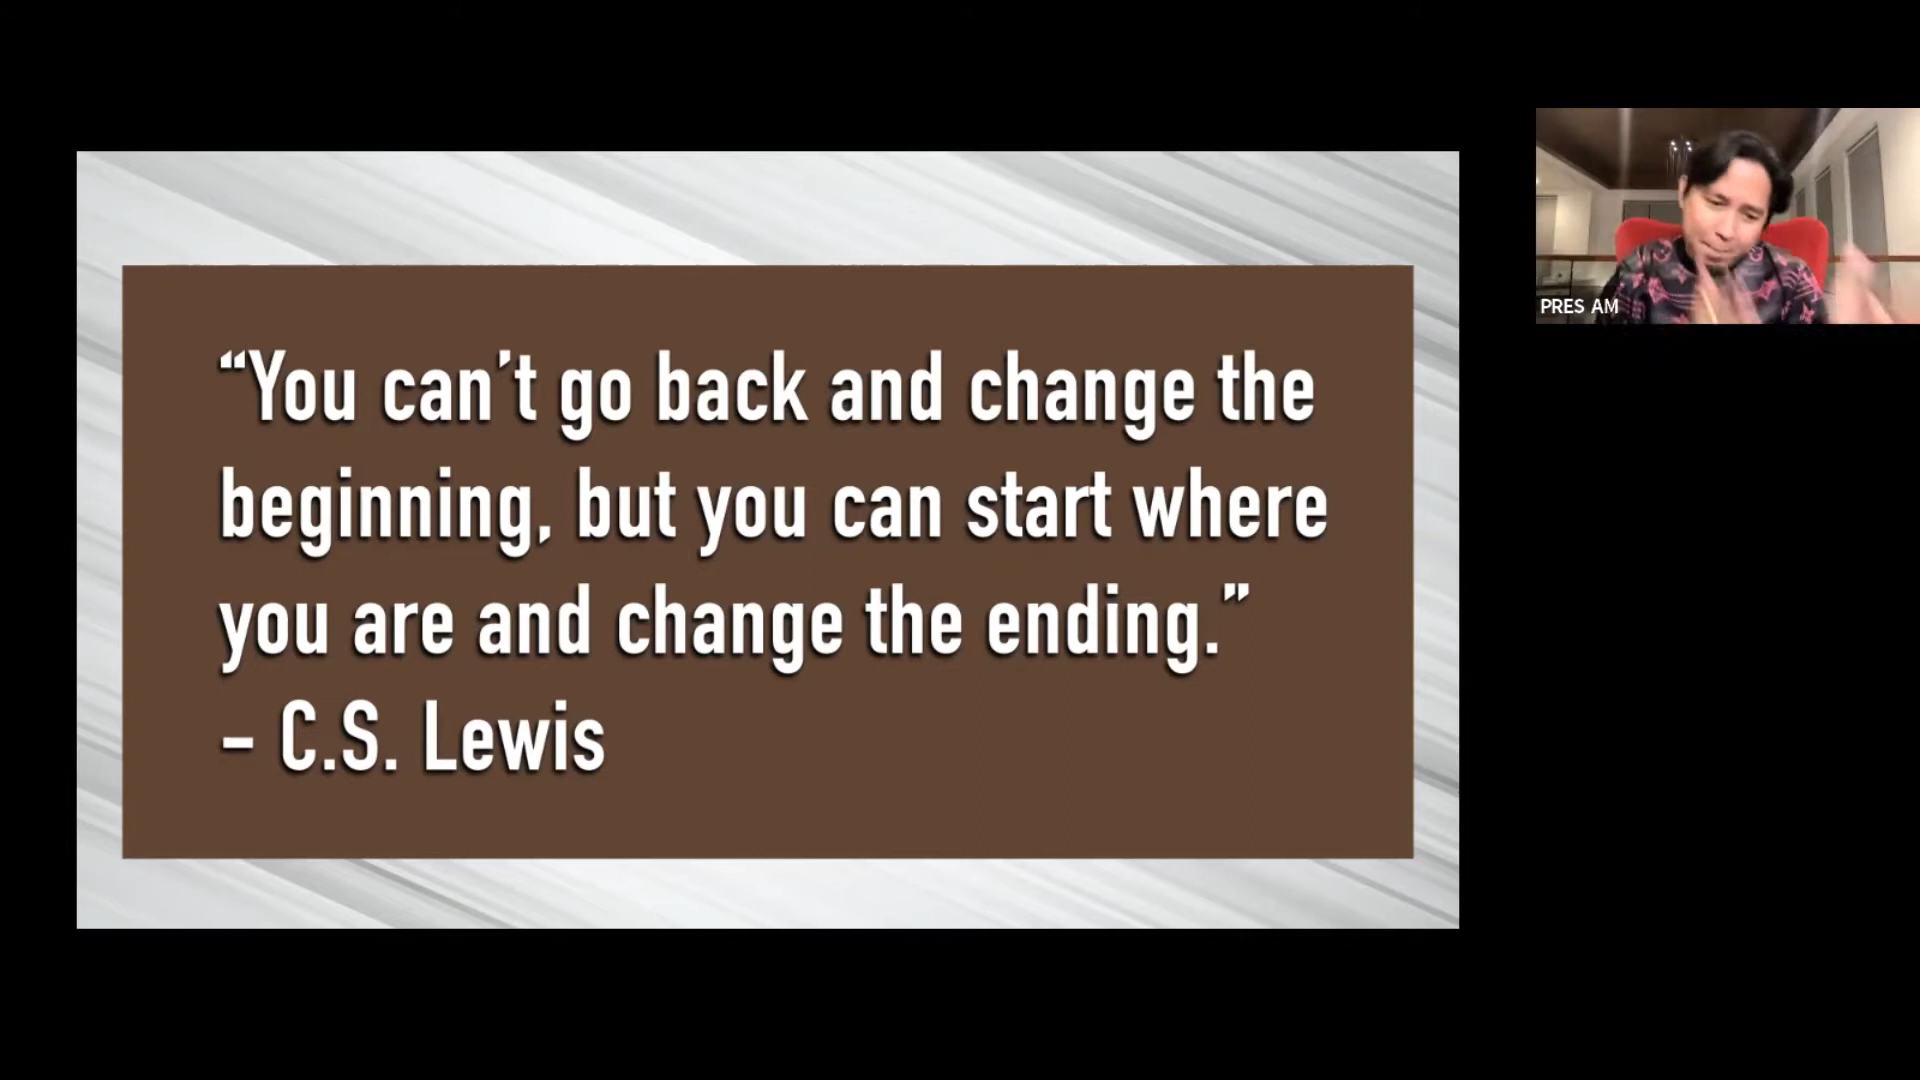 “You can’t go back and change the
beginning, but you can start where
you are and change the ending.”
– C.S. Lewis
PRES AM